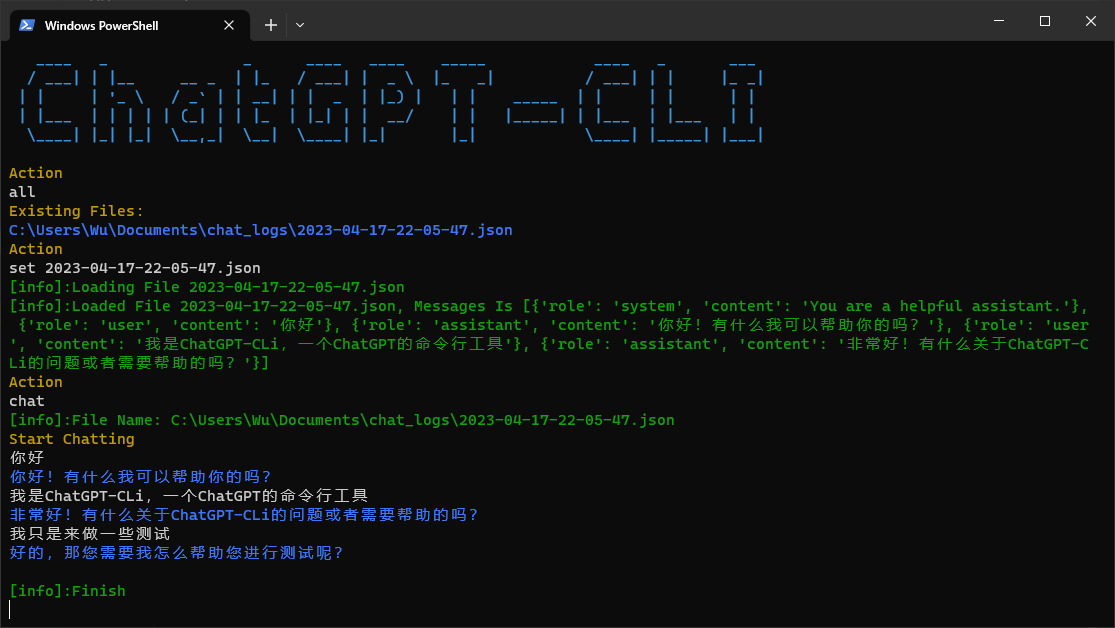 Windows PowerShell
ChatGPT-CLI
Action
all
Existing Files:
C:\Users\Wu\Documents\chat_logs\2023-04-17-22-05-47.json
Action
set 2023-04-17-22-05-47.json
[info]:Loading File 2023-04-17-22-05-47.json
[info]:Loaded File 2023-04-17-22-05-47.json, Messages Is [{'role': 'system', 'content': 'You are a helpful assistant.'},
 {'role': 'user', 'content': '你好'}, {'role': 'assistant', 'content': '你好！有什么我可以帮助你的吗？'}, {'role': 'user
', 'content': '我是ChatGPT-CLi，一个ChatGPT的命令行工具'}, {'role': 'assistant', 'content': '非常好！有什么关于ChatGPT-C
Li的问题或者需要帮助的吗？'}]
Action
chat
[info]:File Name: C:\Users\Wu\Documents\chat_logs\2023-04-17-22-05-47.json
Start Chatting
你好
你好！有什么我可以帮助你的吗？
我是ChatGPT-CLi，一个ChatGPT的命令行工具
非常好！有什么关于ChatGPT-CLi的问题或者需要帮助的吗？
我只是来做一些测试
好的，那您需要我怎么帮助您进行测试呢？
[info]:Finish